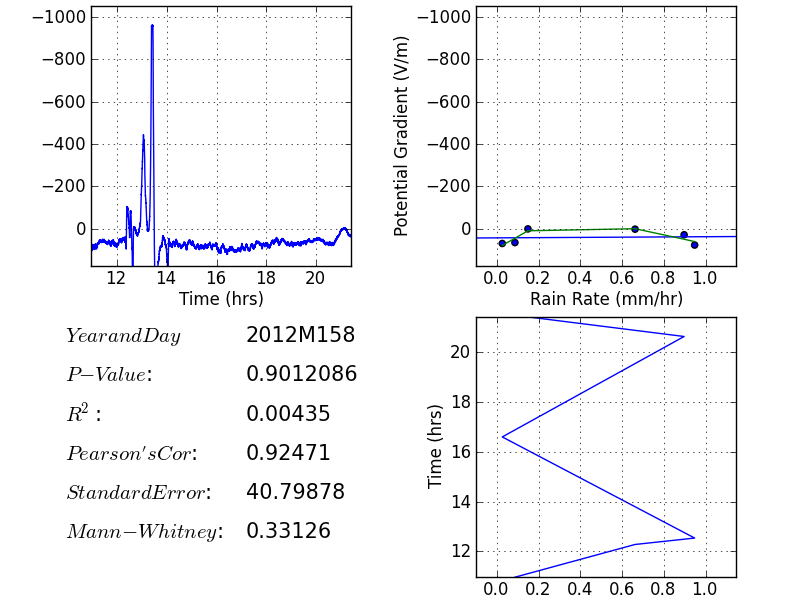 −1000
−800
−600
−400
−200
0
12 14 16 18 20
Time (hrs)
Potential Gradient (V/m)
−1000
−800
−600
−400
−200
0
0.0 0.2 0.4 0.6 0.8 1.0
Rain Rate (mm/hr)
YearandDay 2012M158
P−Value: 0.9012086
R²: 0.00435
Pearson'sCor: 0.92471
StandardError: 40.79878
Mann−Whitney: 0.33126
Time (hrs)
20
18
16
14
12
0.0 0.2 0.4 0.6 0.8 1.0